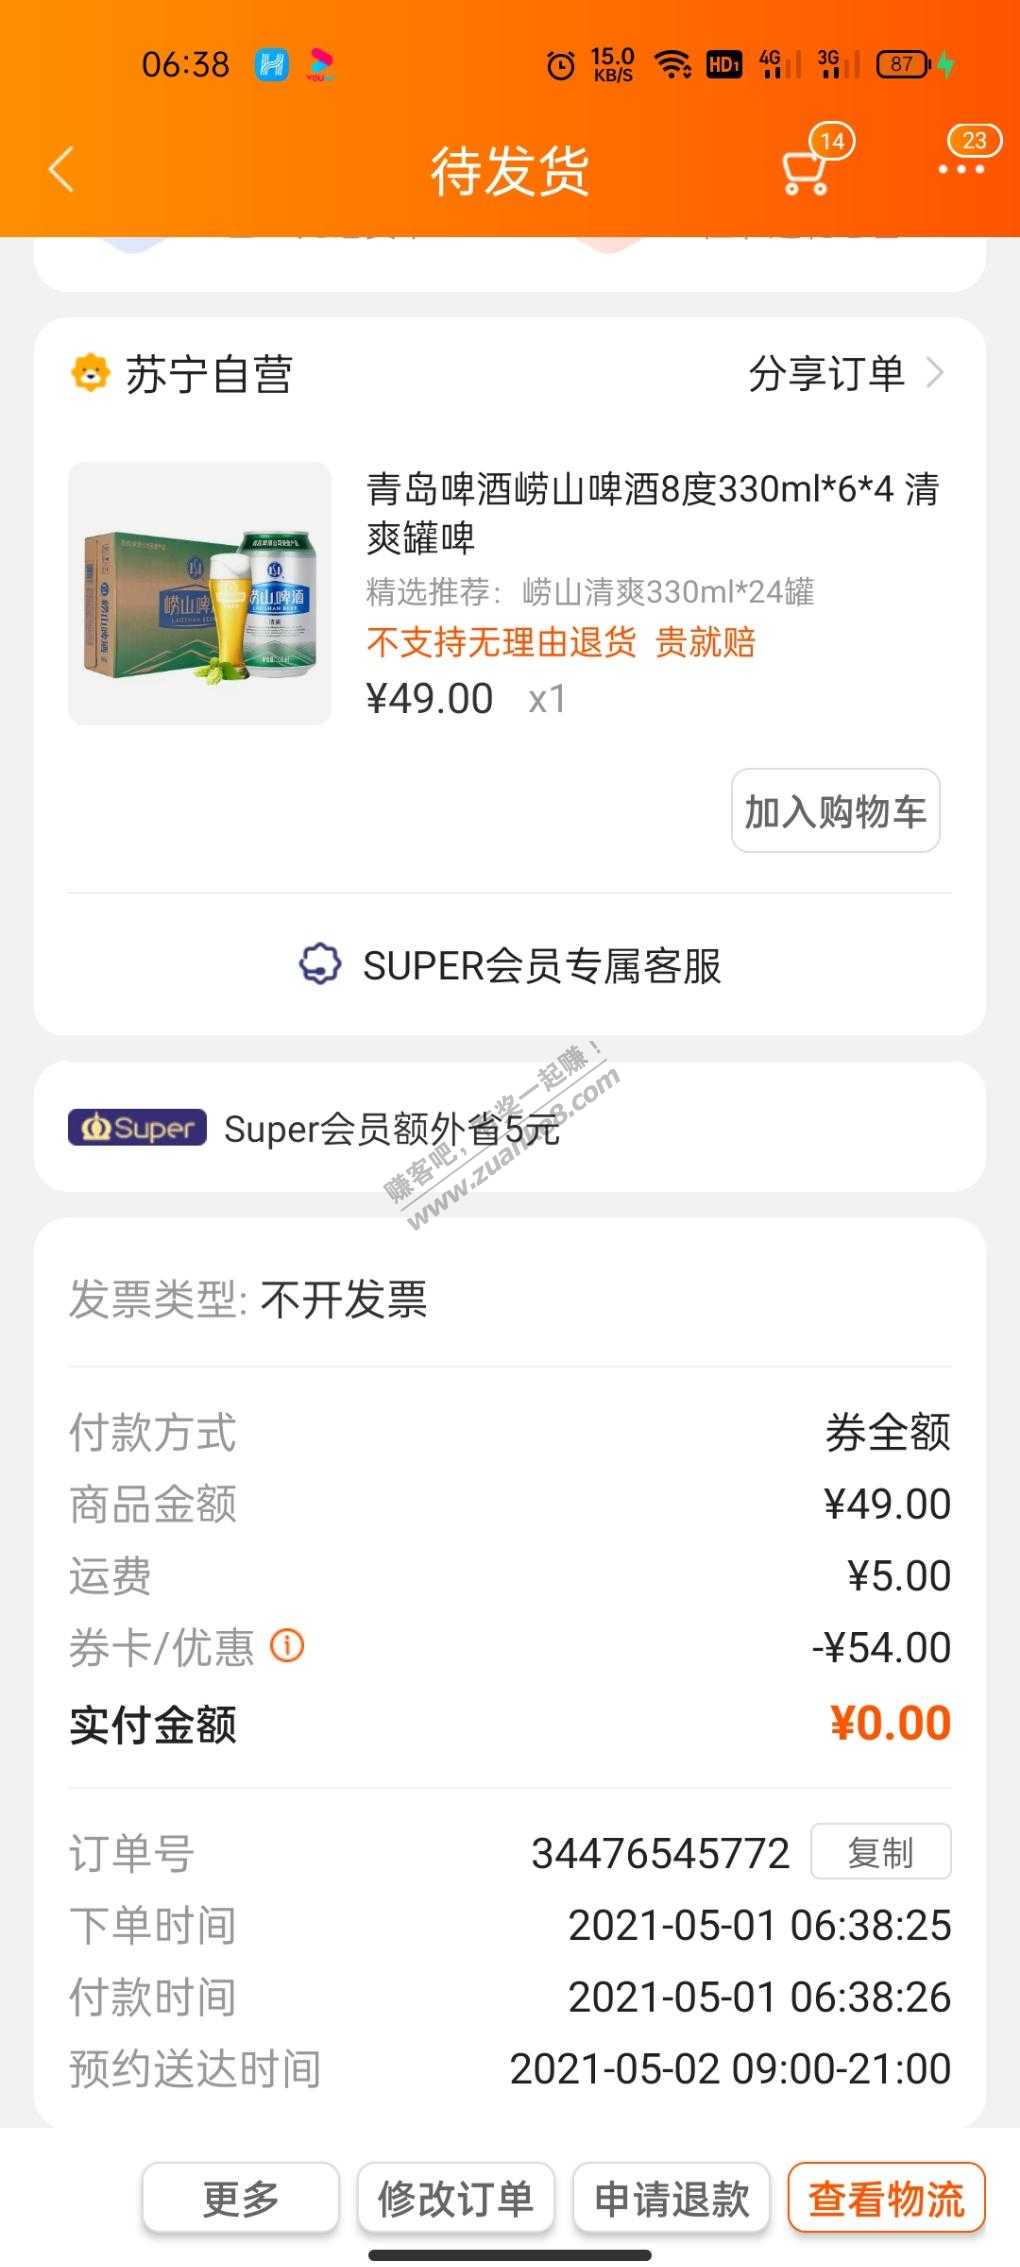 06:38
15.0
KB/S
HD1
4G
3G
87
待发货
14
23
苏宁自营
分享订单
青岛啤酒崂山啤酒8度330ml*6*4 清
爽罐啤
精选推荐: 崂山清爽330ml*24罐
不支持无理由退货 贵就赔
¥49.00 x1
加入购物车
SUPER会员专属客服
Super Super会员额外省5元
www.zuanke8.com
发票类型: 不开发票
付款方式 券全额
商品金额 ¥49.00
运费 ¥5.00
券卡/优惠 -¥54.00
实付金额 ¥0.00
订单号 34476545772 复制
下单时间 2021-05-01 06:38:25
付款时间 2021-05-01 06:38:26
预约送达时间 2021-05-02 09:00-21:00
更多 修改订单 申请退款 查看物流